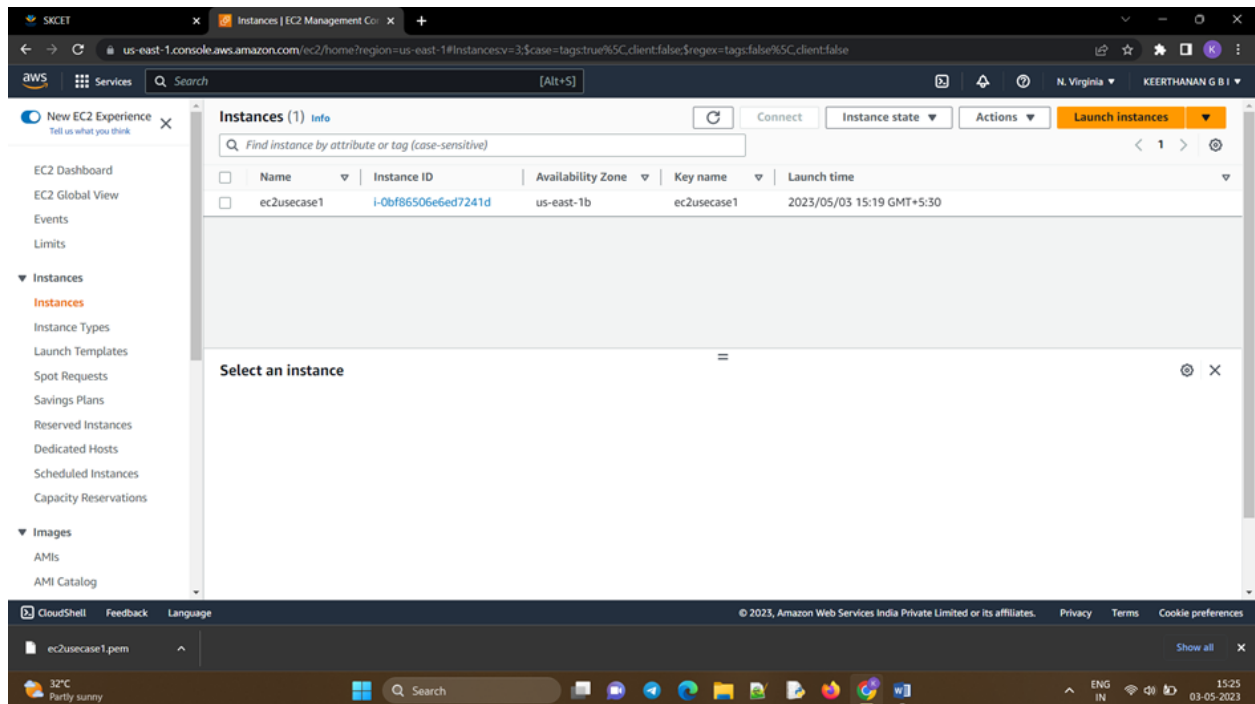 SKCET
Instances | EC2 Management Co
us-east-1.console.aws.amazon.com/ec2/home?region=us-east-1#Instances:v=3;$case=tags:true%5C,client:false;$regex=tags:false%5C,client:false
K
aws Services Search [Alt+S] N. Virginia KEERTHANAN G B I
New EC2 Experience
Tell us what you think
EC2 Dashboard
EC2 Global View
Events
Limits
Instances
Instances
Instance Types
Launch Templates
Spot Requests
Savings Plans
Reserved Instances
Dedicated Hosts
Scheduled Instances
Capacity Reservations
Images
AMIs
AMI Catalog
Instances (1) Info Connect Instance state Actions Launch instances
Find instance by attribute or tag (case-sensitive) 1
Name Instance ID Availability Zone Key name Launch time
ec2usecase1 i-0bf86506e6ed7241d us-east-1b ec2usecase1 2023/05/03 15:19 GMT+5:30
Select an instance
CloudShell Feedback Language © 2023, Amazon Web Services India Private Limited or its affiliates. Privacy Terms Cookie preferences
ec2usecase1.pem Show all
32°C
Partly sunny
Search
ENG
IN
15:25
03-05-2023